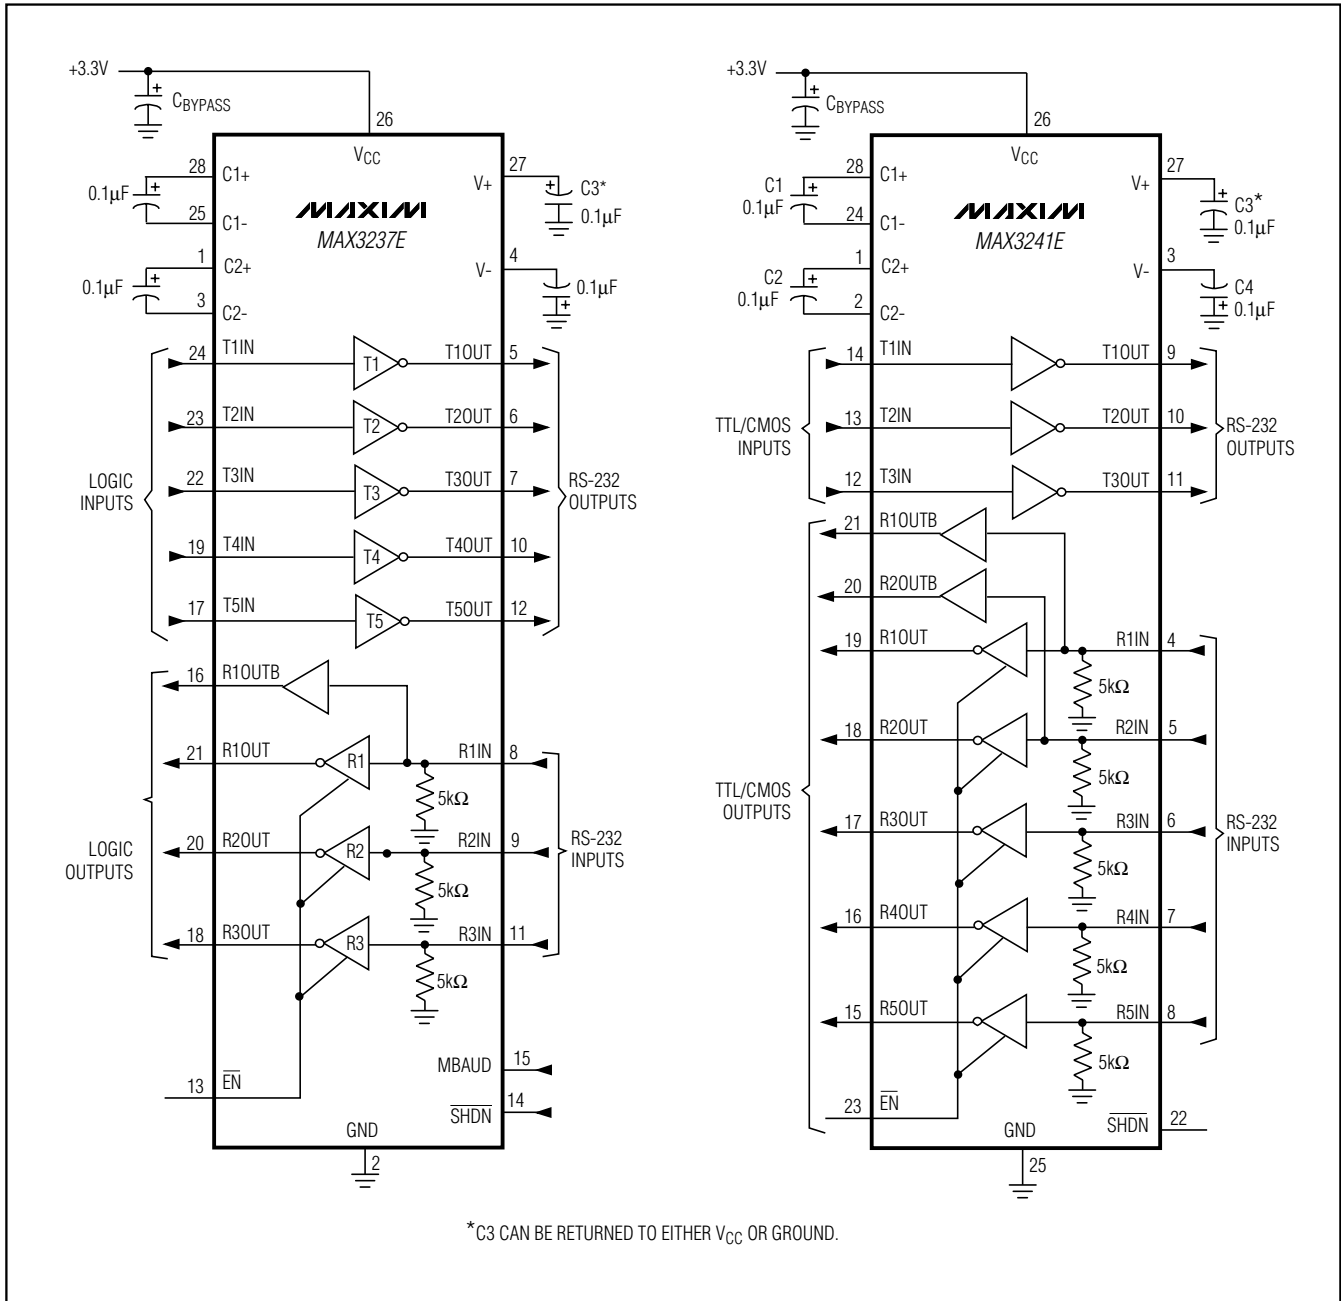 +3.3V
CBYPASS
26
VCC
28 C1+
0.1µF
25 C1-
27
V+
C3*
0.1µF
MAXIM
MAX3237E
1 C2+
0.1µF
3 C2-
4
V-
0.1µF
24 T1IN T1 T1OUT 5
23 T2IN T2 T2OUT 6
22 T3IN T3 T3OUT 7
19 T4IN T4 T4OUT 10
17 T5IN T5 T5OUT 12
LOGIC
INPUTS
RS-232
OUTPUTS
16 R1OUTB
21 R1OUT R1 R1IN 8
5kΩ
20 R2OUT R2 R2IN 9
5kΩ
18 R3OUT R3 R3IN 11
5kΩ
LOGIC
OUTPUTS
RS-232
INPUTS
MBAUD 15
13 EN
SHDN 14
GND
2
+3.3V
CBYPASS
26
VCC
28 C1+
C1
0.1µF
24 C1-
27
V+
C3*
0.1µF
MAXIM
MAX3241E
1 C2+
C2
0.1µF
2 C2-
3
V-
C4
0.1µF
14 T1IN T1OUT 9
13 T2IN T2OUT 10
12 T3IN T3OUT 11
TTL/CMOS
INPUTS
RS-232
OUTPUTS
21 R1OUTB
20 R2OUTB
19 R1OUT R1IN 4
5kΩ
18 R2OUT R2IN 5
5kΩ
17 R3OUT R3IN 6
5kΩ
16 R4OUT R4IN 7
5kΩ
15 R5OUT R5IN 8
5kΩ
TTL/CMOS
OUTPUTS
RS-232
INPUTS
23 EN
SHDN 22
GND
25
*C3 CAN BE RETURNED TO EITHER VCC OR GROUND.